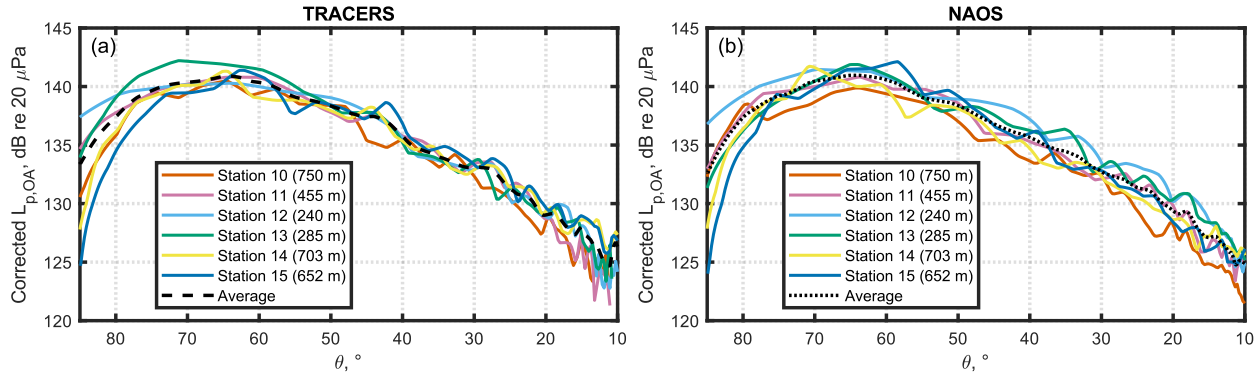 TRACERS
(a)
145
140
135
130
125
120
Corrected L_p,OA, dB re 20 μPa
Station 10 (750 m)
Station 11 (455 m)
Station 12 (240 m)
Station 13 (285 m)
Station 14 (703 m)
Station 15 (652 m)
Average
80 70 60 50 40 30 20 10
θ, °
NAOS
(b)
145
140
135
130
125
120
Corrected L_p,OA, dB re 20 μPa
Station 10 (750 m)
Station 11 (455 m)
Station 12 (240 m)
Station 13 (285 m)
Station 14 (703 m)
Station 15 (652 m)
Average
80 70 60 50 40 30 20 10
θ, °